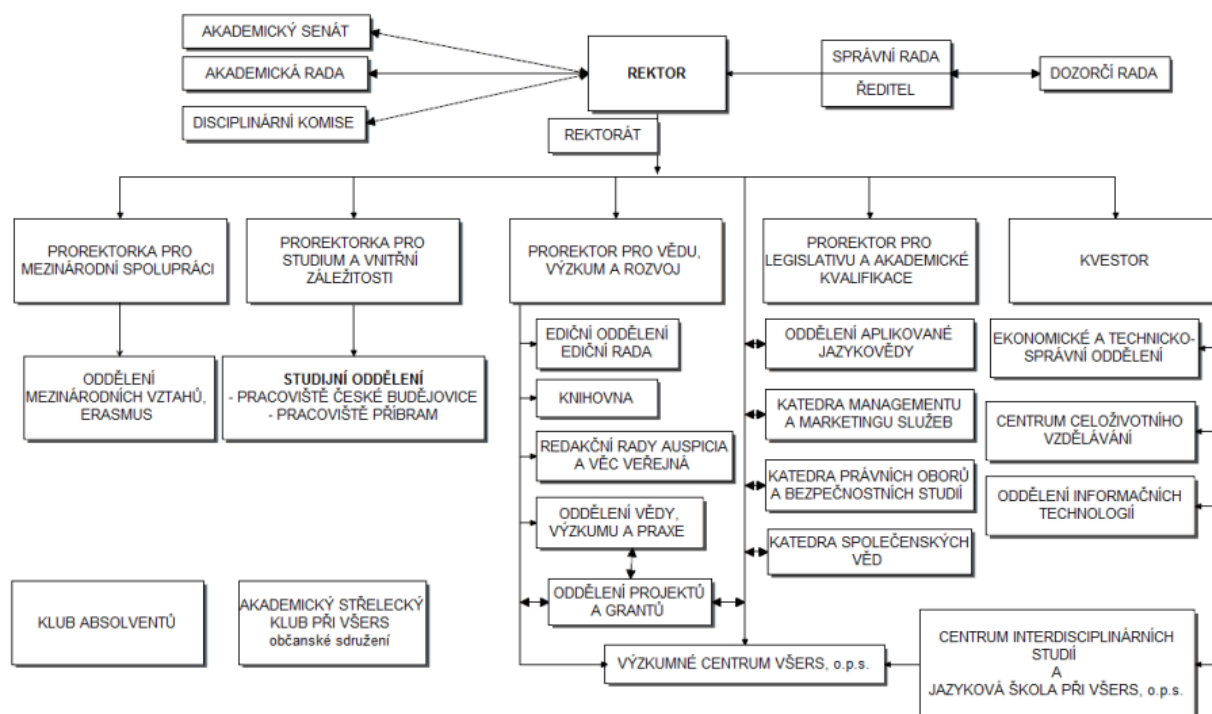 AKADEMICKÝ SENÁT
AKADEMICKÁ RADA
DISCIPLINÁRNÍ KOMISE
REKTOR
SPRÁVNÍ RADA
ŘEDITEL
DOZORČÍ RADA
REKTORÁT
PROREKTORKA PRO
MEZINÁRODNÍ SPOLUPRÁCI
PROREKTORKA PRO
STUDIUM A VNITŘNÍ
ZÁLEŽITOSTI
PROREKTOR PRO VĚDU,
VÝZKUM A ROZVOJ
PROREKTOR PRO
LEGISLATIVU A AKADEMICKÉ
KVALIFIKACE
KVESTOR
ODDĚLENÍ
MEZINÁRODNÍCH VZTAHŮ,
ERASMUS
STUDIJNÍ ODDĚLENÍ
- PRACOVIŠTĚ ČESKÉ BUDĚJOVICE
- PRACOVIŠTĚ PŘÍBRAM
EDIČNÍ ODDĚLENÍ
EDIČNÍ RADA
KNIHOVNA
REDAKČNÍ RADY AUSPICIA
A VĚC VEŘEJNÁ
ODDĚLENÍ VĚDY,
VÝZKUMU A PRAXE
ODDĚLENÍ PROJEKTŮ
A GRANTŮ
ODDĚLENÍ APLIKOVANÉ
JAZYKOVĚDY
KATEDRA MANAGEMENTU
A MARKETINGU SLUŽEB
KATEDRA PRÁVNÍCH OBORŮ
A BEZPEČNOSTNÍCH STUDIÍ
KATEDRA SPOLEČENSKÝCH
VĚD
EKONOMICKÉ A TECHNICKO-
SPRÁVNÍ ODDĚLENÍ
CENTRUM CELOŽIVOTNÍHO
VZDĚLÁVÁNÍ
ODDĚLENÍ INFORMAČNÍCH
TECHNOLOGIÍ
KLUB ABSOLVENTŮ
AKADEMICKÝ STŘELECKÝ
KLUB PŘI VŠERS
občanské sdružení
VÝZKUMNÉ CENTRUM VŠERS, o.p.s.
CENTRUM INTERDISCIPLINÁRNÍCH
STUDIÍ
A
JAZYKOVÁ ŠKOLA PŘI VŠERS, o.p.s.